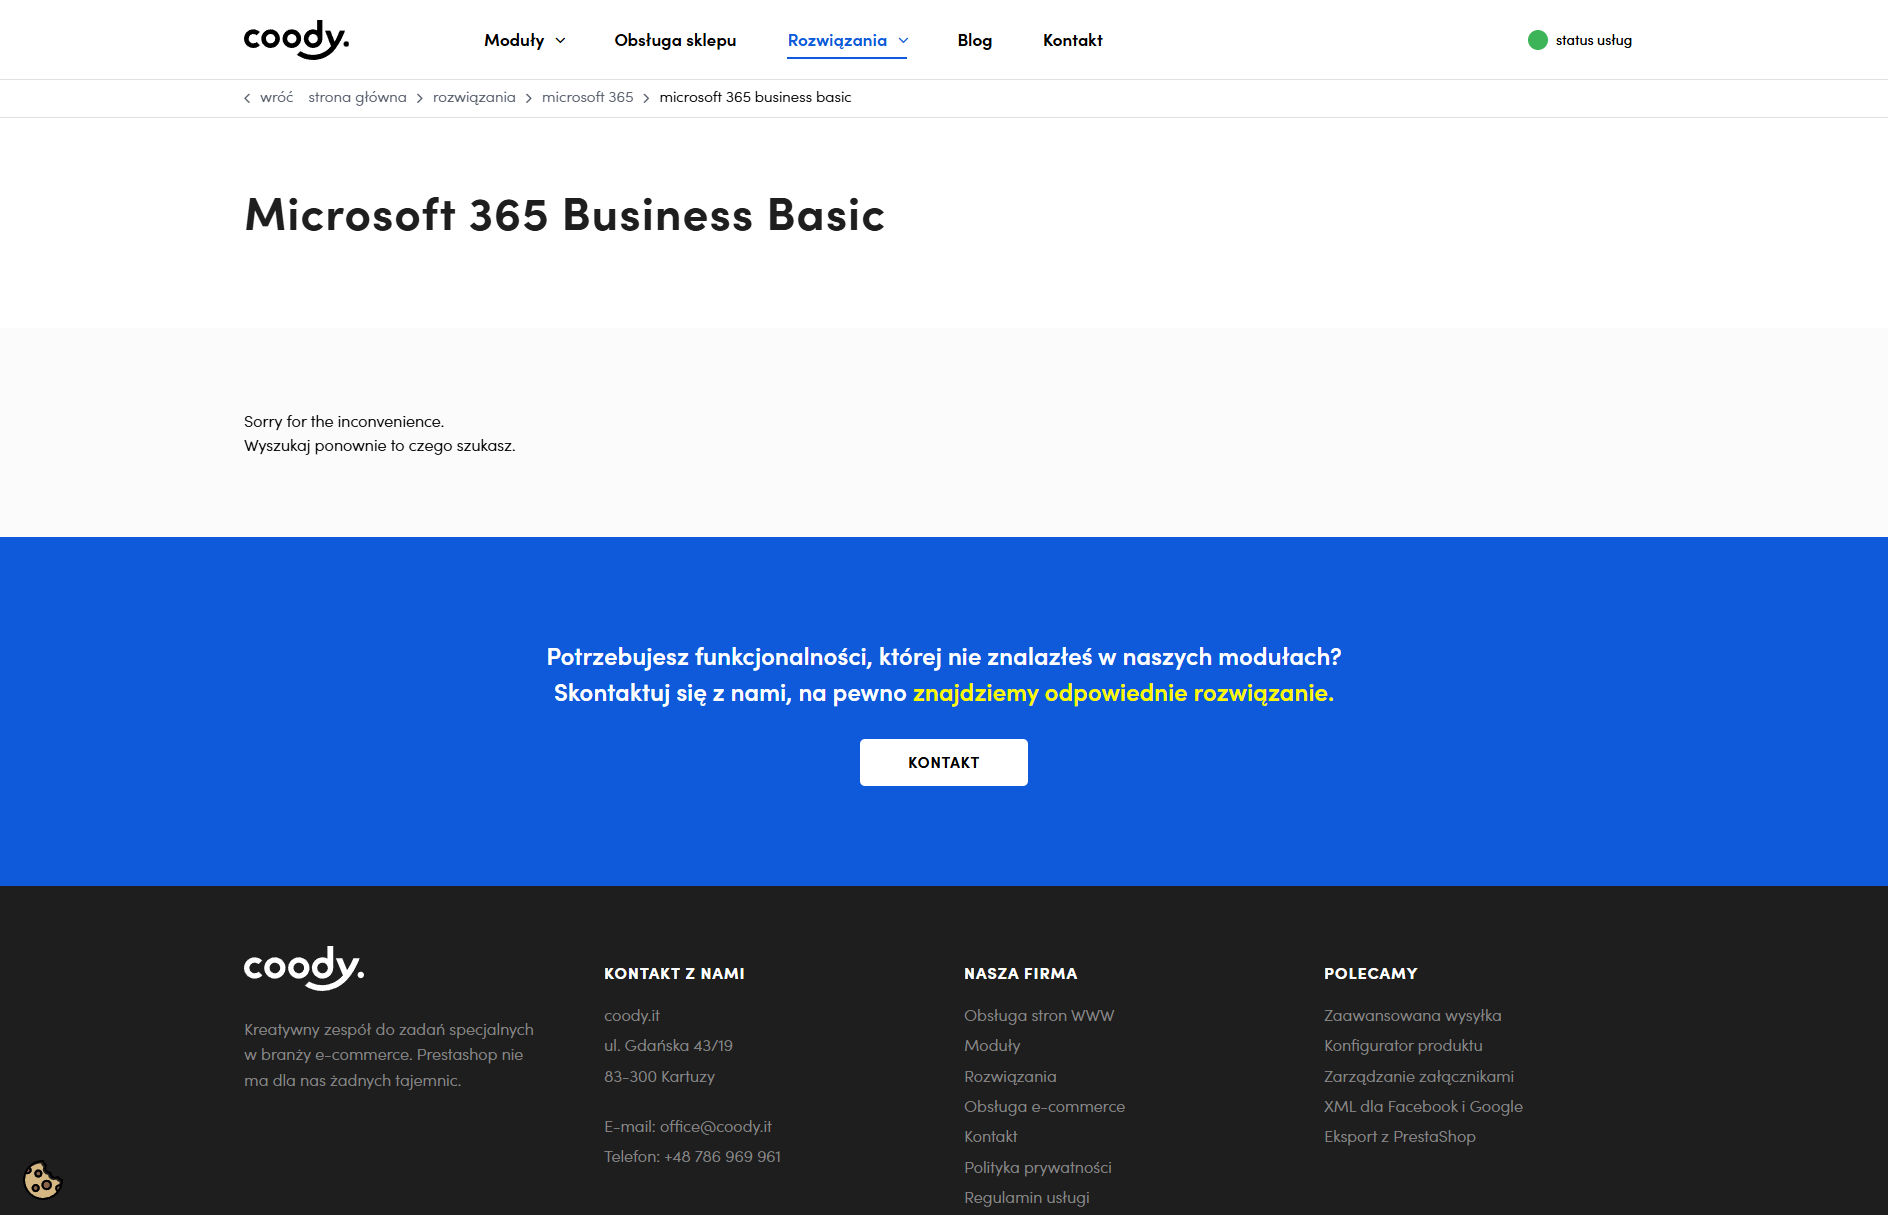 coody.
Moduły
Obsługa sklepu
Rozwiązania
Blog
Kontakt
status usług
wróć
strona główna
rozwiązania
microsoft 365
microsoft 365 business basic
Microsoft 365 Business Basic
Sorry for the inconvenience.
Wyszukaj ponownie to czego szukasz.
Potrzebujesz funkcjonalności, której nie znalazłeś w naszych modułach?
Skontaktuj się z nami, na pewno znajdziemy odpowiednie rozwiązanie.
KONTAKT
coody.
Kreatywny zespół do zadań specjalnych
w branży e-commerce. Prestashop nie
ma dla nas żadnych tajemnic.
KONTAKT Z NAMI
coody.it
ul. Gdańska 43/19
83-300 Kartuzy
E-mail: office@coody.it
Telefon: +48 786 969 961
NASZA FIRMA
Obsługa stron WWW
Moduły
Rozwiązania
Obsługa e-commerce
Kontakt
Polityka prywatności
Regulamin usługi
POLECAMY
Zaawansowana wysyłka
Konfigurator produktu
Zarządzanie załącznikami
XML dla Facebook i Google
Eksport z PrestaShop